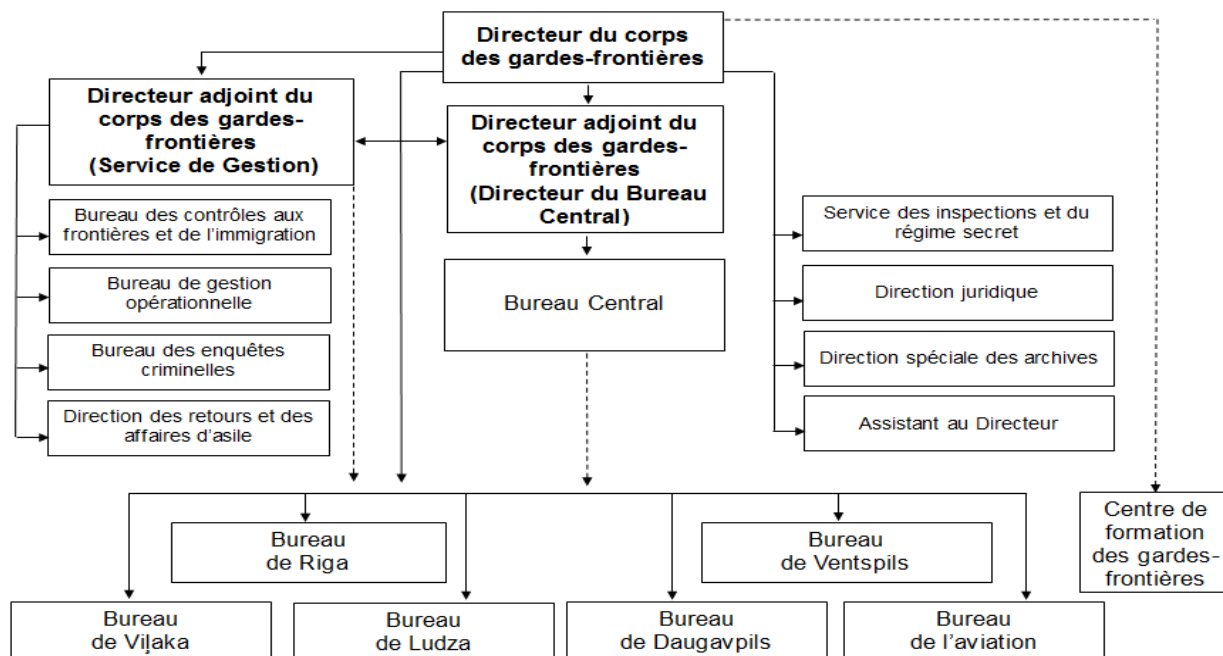 Directeur du corps
des gardes-frontières
Directeur adjoint du
corps des gardes-
frontières
(Service de Gestion)
Directeur adjoint du
corps des gardes-
frontières
(Directeur du Bureau
Central)
Bureau des contrôles aux
frontières et de l'immigration
Bureau de gestion
opérationnelle
Bureau des enquêtes
criminelles
Direction des retours et des
affaires d'asile
Bureau Central
Service des inspections et du
régime secret
Direction juridique
Direction spéciale des archives
Assistant au Directeur
Centre de
formation
des gardes-
frontières
Bureau
de Riga
Bureau
de Ventspils
Bureau
de Viļaka
Bureau
de Ludza
Bureau
de Daugavpils
Bureau
de l'aviation